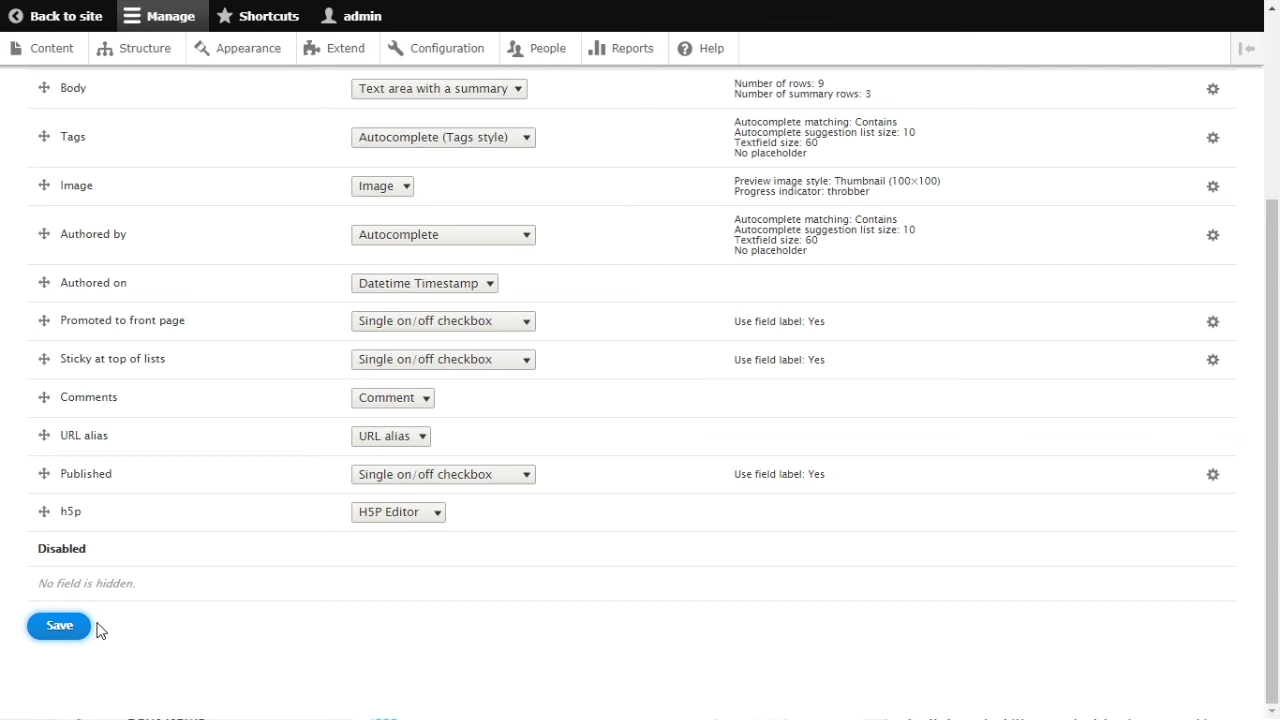 Back to site Manage Shortcuts admin
Content Structure Appearance Extend Configuration People Reports Help
Body Text area with a summary Number of rows: 9
Number of summary rows: 3
Tags Autocomplete (Tags style) Autocomplete matching: Contains
Autocomplete suggestion list size: 10
Textfield size: 60
No placeholder
Image Image Preview image style: Thumbnail (100×100)
Progress indicator: throbber
Authored by Autocomplete Autocomplete matching: Contains
Autocomplete suggestion list size: 10
Textfield size: 60
No placeholder
Authored on Datetime Timestamp
Promoted to front page Single on/off checkbox Use field label: Yes
Sticky at top of lists Single on/off checkbox Use field label: Yes
Comments Comment
URL alias URL alias
Published Single on/off checkbox Use field label: Yes
h5p H5P Editor
Disabled
No field is hidden.
Save